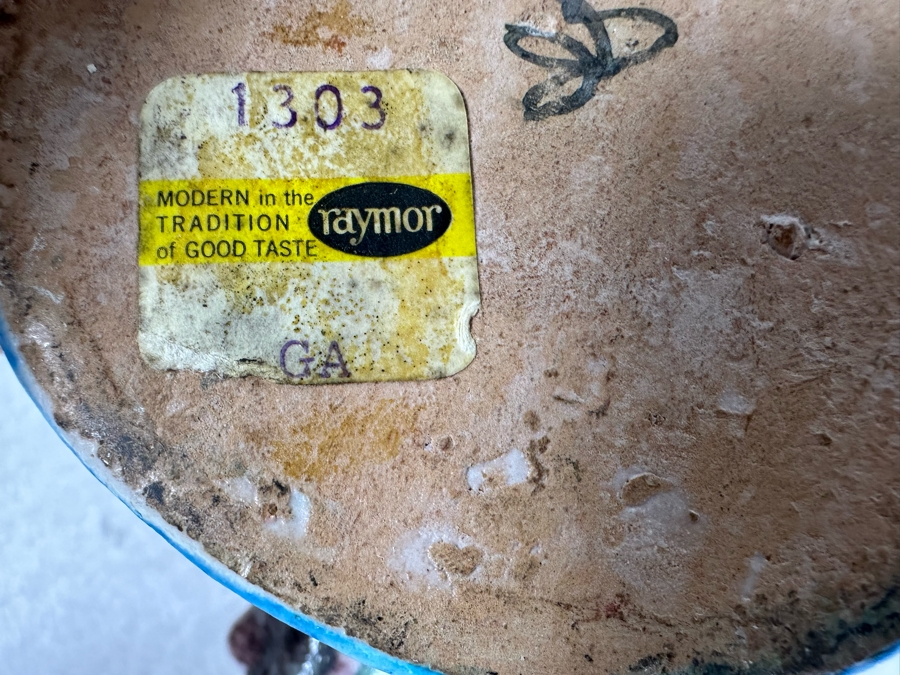 1303
MODERN in the
TRADITION
of GOOD TASTE
raymor
GA